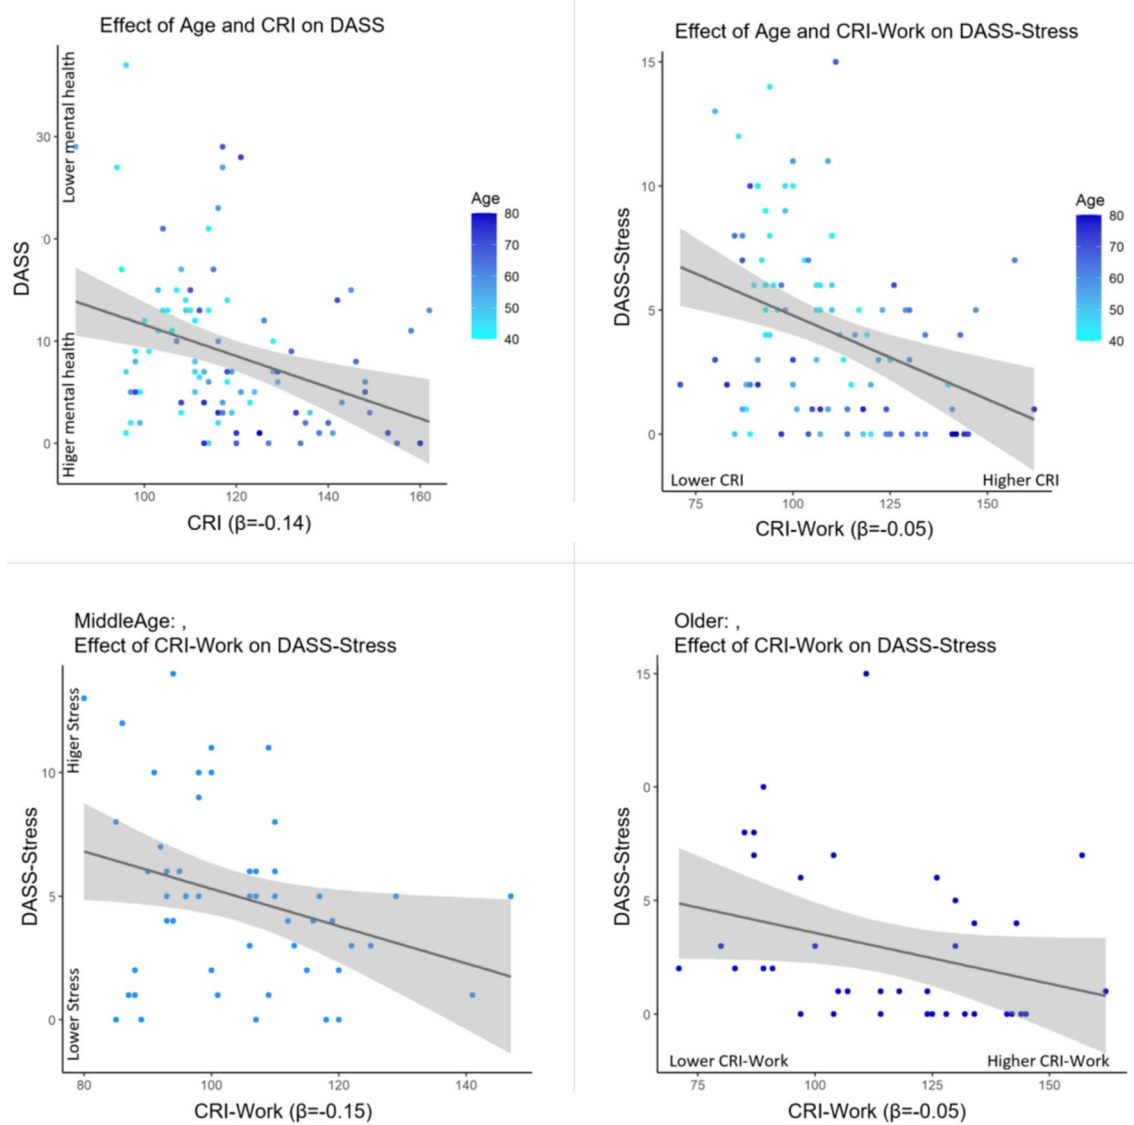 Effect of Age and CRI on DASS
Lower mental health
Higer mental health
DASS
30
0
10
0
100
120
140
160
CRI (β=-0.14)
Age
80
70
60
50
40
Effect of Age and CRI-Work on DASS-Stress
DASS-Stress
15
10
5
0
Lower CRI
Higher CRI
75
100
125
150
CRI-Work (β=-0.05)
Age
80
70
60
50
40
MiddleAge: ,
Effect of CRI-Work on DASS-Stress
Higer Stress
Lower Stress
DASS-Stress
10
5
0
80
100
120
140
CRI-Work (β=-0.15)
Older: ,
Effect of CRI-Work on DASS-Stress
DASS-Stress
15
0
5
0
Lower CRI-Work
Higher CRI-Work
75
100
125
150
CRI-Work (β=-0.05)